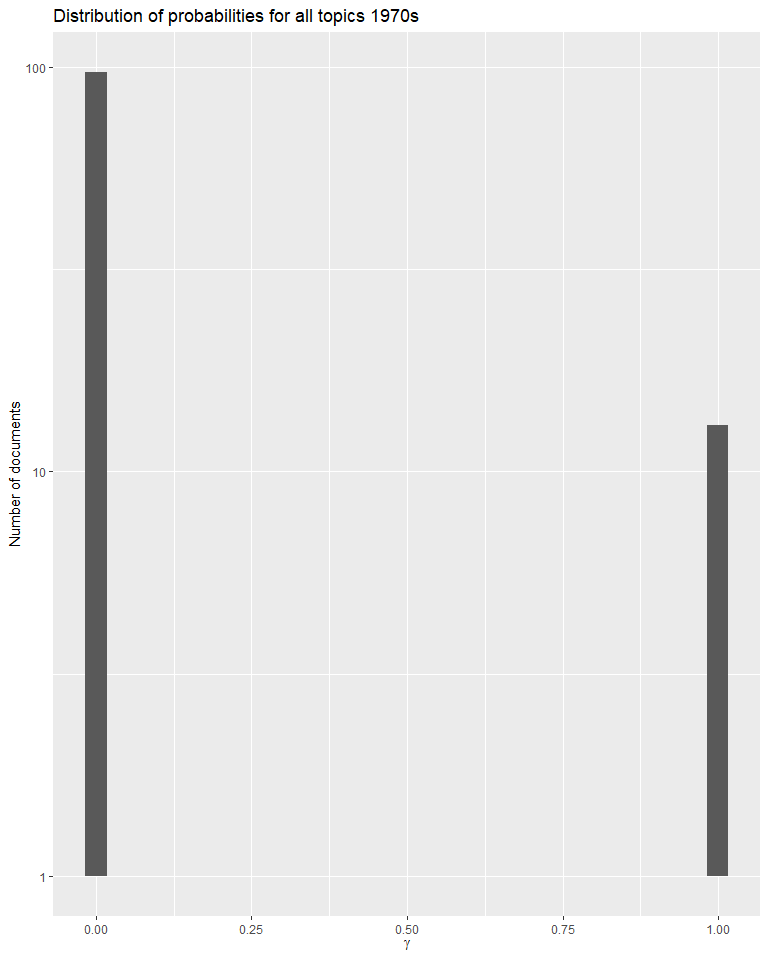 Distribution of probabilities for all topics 1970s
Number of documents
100
10
1
0.00 0.25 0.50 0.75 1.00
γ